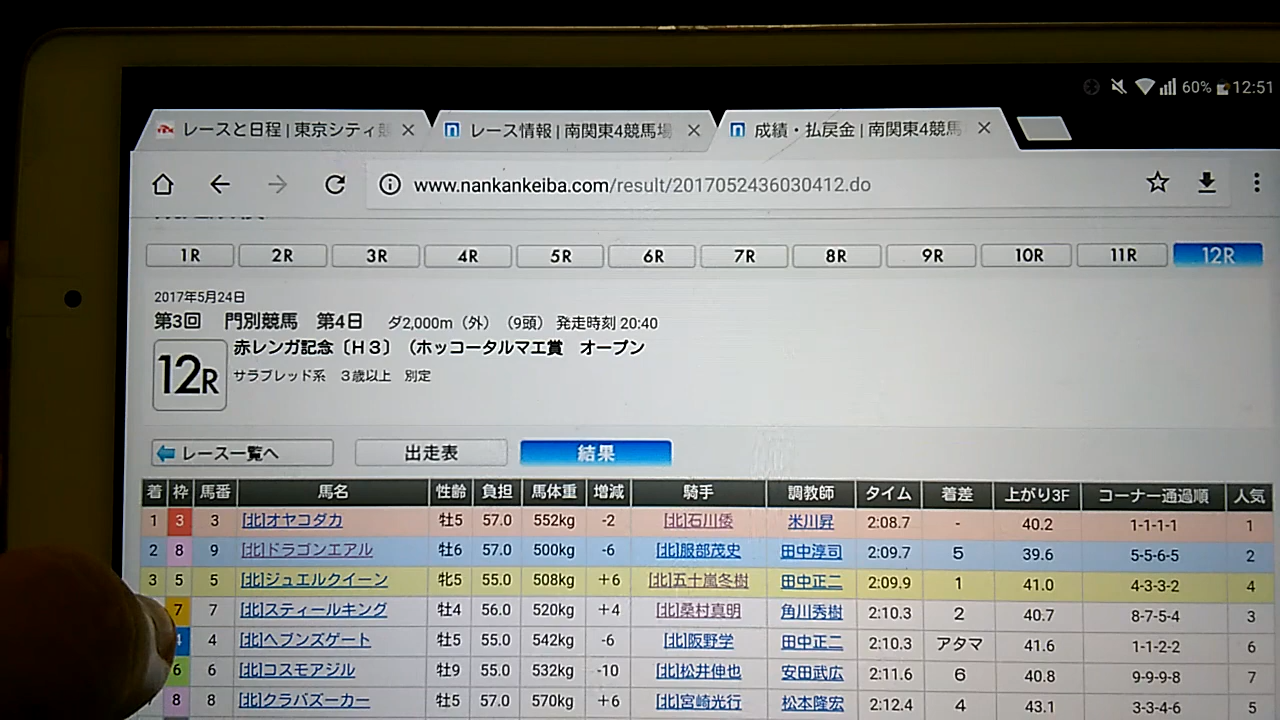 60% 12:51
レースと日程 | 東京シティ競 × レース情報 | 南関東4競馬場 × 成績・払戻金 | 南関東4競馬 ×
www.nankankeiba.com/result/2017052436030412.do
1R 2R 3R 4R 5R 6R 7R 8R 9R 10R 11R 12R
2017年5月24日
第3回 門別競馬 第4日 ダ2,000m（外）（9頭） 発走時刻 20:40
12R
赤レンガ記念〔H3〕（ホッコータルマエ賞 オープン
サラブレッド系 3歳以上 別定
レース一覧へ 出走表 結果
着 枠 馬番 馬名 性齢 負担 馬体重 増減 騎手 調教師 タイム 着差 上がり3F コーナー通過順 人気
1 3 3 [北]オヤコダカ 牡5 57.0 552kg -2 [北]石川倭 米川昇 2:08.7 - 40.2 1-1-1-1 1
2 8 9 [北]ドラゴンエアル 牡6 57.0 500kg -6 [北]服部茂史 田中淳司 2:09.7 5 39.6 5-5-6-5 2
3 5 5 [北]ジュエルクイーン 牝5 55.0 508kg +6 [北]五十嵐冬樹 田中正二 2:09.9 1 41.0 4-3-3-2 4
7 7 [北]スティールキング 牡4 56.0 520kg +4 [北]桑村真明 角川秀樹 2:10.3 2 40.7 8-7-5-4 3
4 4 [北]ヘブンズゲート 牡5 55.0 542kg -6 [北]阪野学 田中正二 2:10.3 アタマ 41.6 1-1-2-2 6
6 6 [北]コスモアジル 牡9 55.0 532kg -10 [北]松井伸也 安田武広 2:11.6 6 40.8 9-9-9-8 7
8 8 [北]クラバズーカー 牡5 57.0 570kg +6 [北]宮崎光行 松本隆宏 2:12.4 4 43.1 3-3-4-6 5